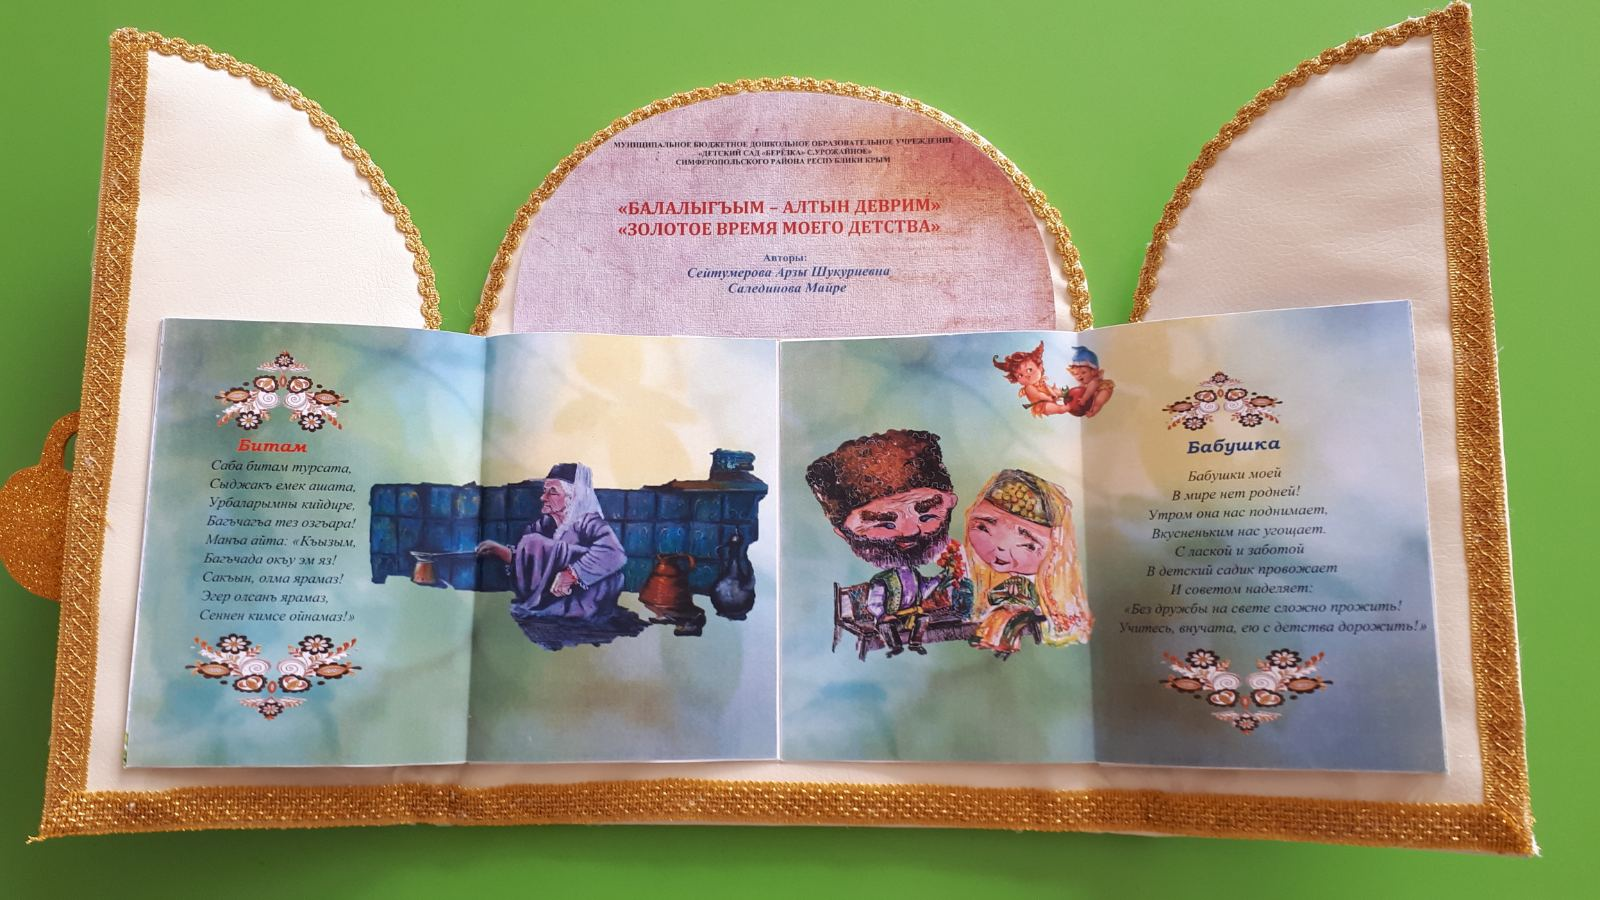 МУНИЦИПАЛЬНОЕ БЮДЖЕТНОЕ ДОШКОЛЬНОЕ ОБРАЗОВАТЕЛЬНОЕ УЧРЕЖДЕНИЕ
«ДЕТСКИЙ САД «БЕРЁЗКА» С.УРОЖАЙНОЕ»
СИМФЕРОПОЛЬСКОГО РАЙОНА РЕСПУБЛИКИ КРЫМ
«БАЛАЛЫГЪЫМ – АЛТЫН ДЕВРИМ»
«ЗОЛОТОЕ ВРЕМЯ МОЕГО ДЕТСТВА»
Авторы:
Сейтумерова Арзы Шукуриевна
Салединова Майре
Битам
Саба битам турсата,
Сыджакъ емек ашата,
Урбаларымны кийдире,
Багъчагъа тез озгъара!
Манъа айта: «Къызым,
Багъчада окъу эм яз!
Сакъын, олма ярамаз!
Эгер олсанъ ярамаз,
Сеннен кимсе ойнамаз!»
Бабушка
Бабушки моей
В мире нет родней!
Утром она нас поднимает,
Вкусненьким нас угощает.
С лаской и заботой
В детский садик провожает
И советом наделяет:
«Без дружбы на свете сложно прожить!
Учитесь, внучата, ею с детства дорожить!»